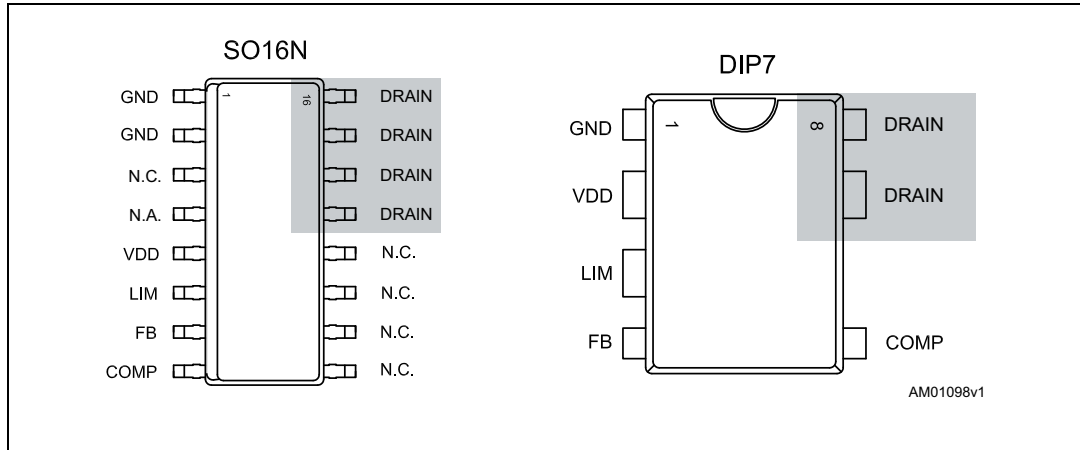 SO16N
GND 1 16 DRAIN
GND DRAIN
N.C. DRAIN
N.A. DRAIN
VDD N.C.
LIM N.C.
FB N.C.
COMP N.C.
DIP7
GND 1 8 DRAIN
VDD DRAIN
LIM
FB COMP
AM01098v1